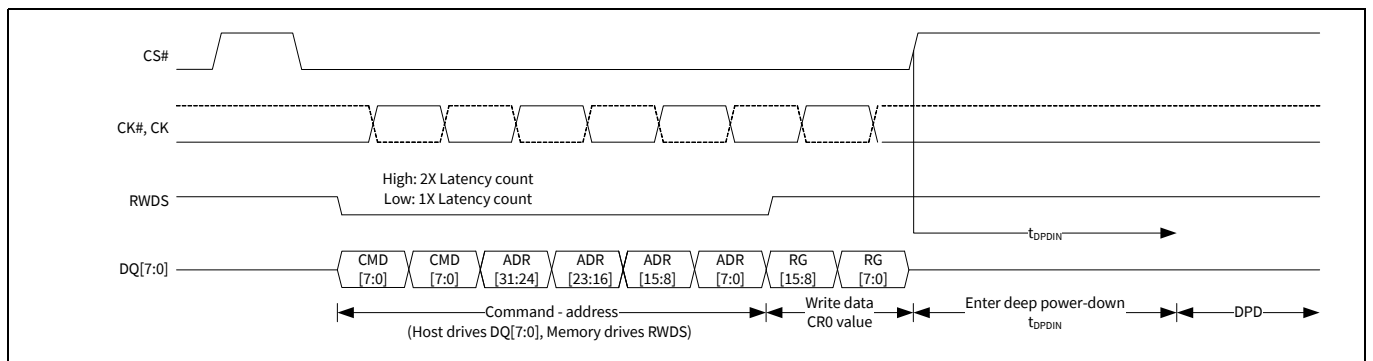 CS#
CK#, CK
High: 2X Latency count
Low: 1X Latency count
RWDS
tDPDIN
DQ[7:0]
CMD [7:0]
CMD [7:0]
ADR [31:24]
ADR [23:16]
ADR [15:8]
ADR [7:0]
RG [15:8]
RG [7:0]
Command - address
(Host drives DQ[7:0], Memory drives RWDS)
Write data
CR0 value
Enter deep power-down
tDPDIN
DPD